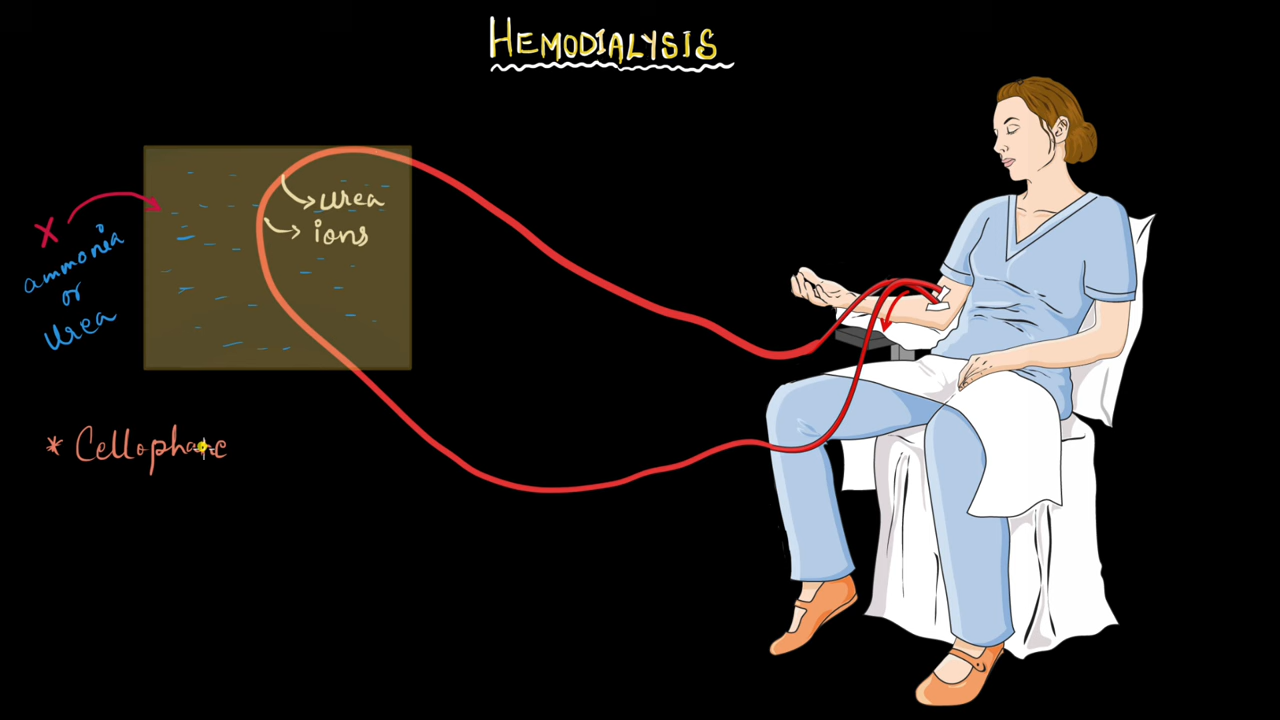 HEMODIALYSIS
urea
ions
X
ammonia
or
urea
* Cellophane